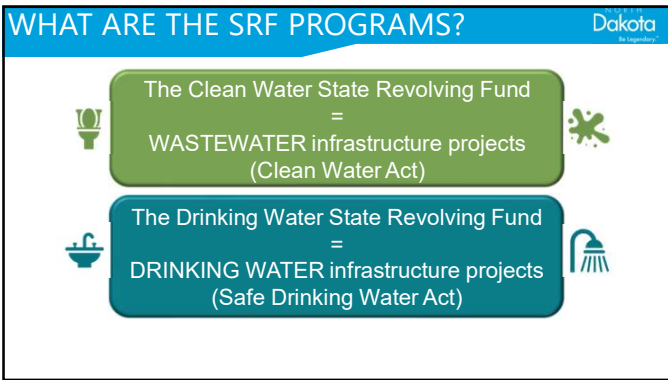 WHAT ARE THE SRF PROGRAMS?
NORTH
Dakota
Be Legendary.™
The Clean Water State Revolving Fund
=
WASTEWATER infrastructure projects
(Clean Water Act)
The Drinking Water State Revolving Fund
=
DRINKING WATER infrastructure projects
(Safe Drinking Water Act)